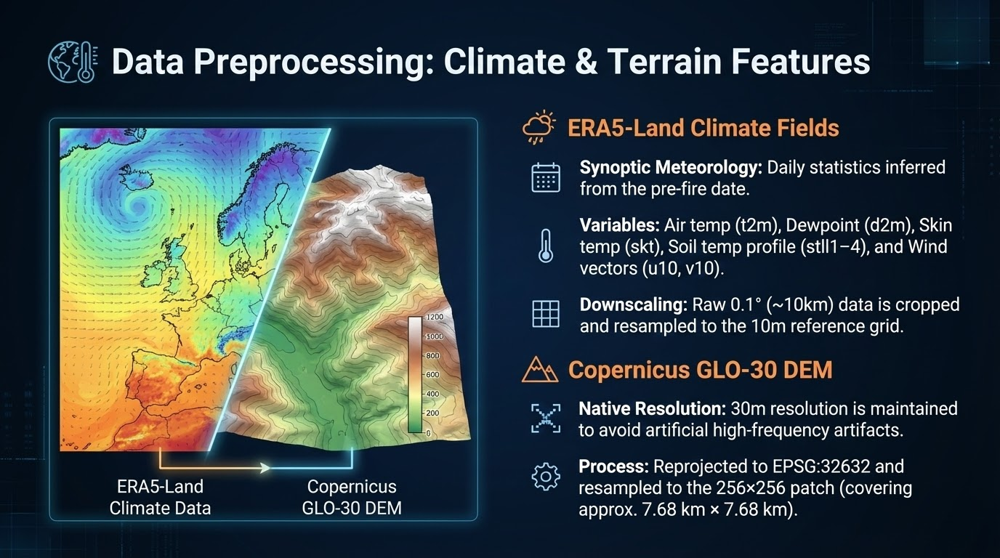 Data Preprocessing: Climate & Terrain Features
ERA5-Land Climate Fields
Synoptic Meteorology: Daily statistics inferred
from the pre-fire date.
Variables: Air temp (t2m), Dewpoint (d2m), Skin
temp (skt), Soil temp profile (stll1–4), and Wind
vectors (u10, v10).
Downscaling: Raw 0.1° (~10km) data is cropped
and resampled to the 10m reference grid.
Copernicus GLO-30 DEM
Native Resolution: 30m resolution is maintained
to avoid artificial high-frequency artifacts.
Process: Reprojected to EPSG:32632 and
resampled to the 256×256 patch (covering
approx. 7.68 km × 7.68 km).
1200
1000
800
600
400
200
0
ERA5-Land
Climate Data
Copernicus
GLO-30 DEM